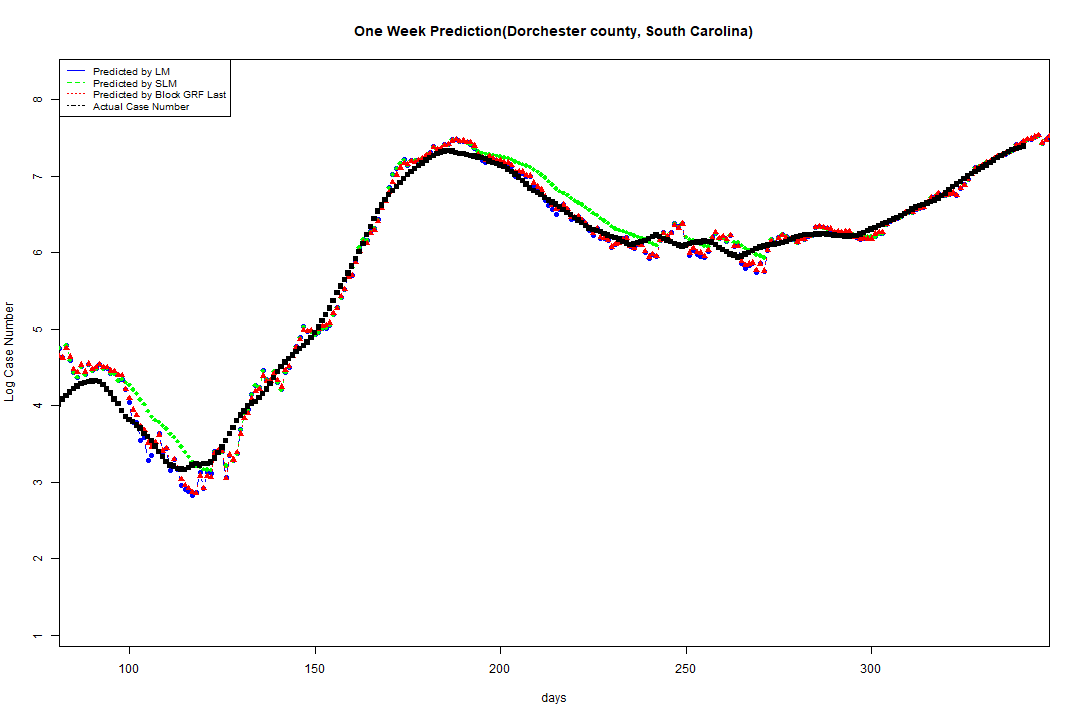 One Week Prediction(Dorchester county, South Carolina)
Predicted by LM
Predicted by SLM
Predicted by Block GRF Last
Actual Case Number
8
7
6
5
4
3
2
1
Log Case Number
100 150 200 250 300
days